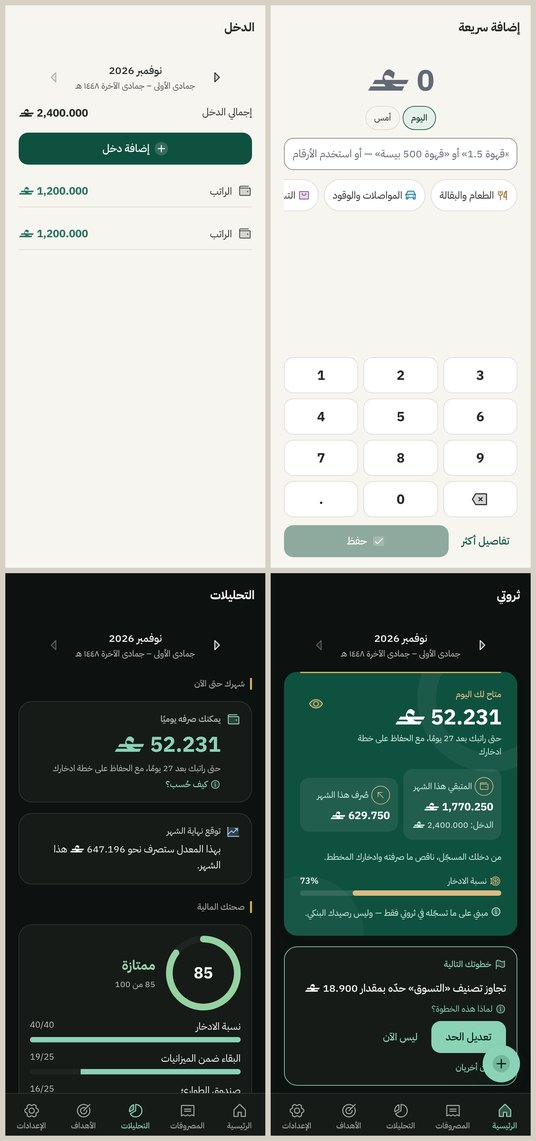 إضافة سريعة
0
اليوم
أمس
«قهوة 1.5» أو «قهوة 500 بيسة» — أو استخدم الأرقام
الطعام والبقالة
المواصلات والوقود
1 2 3
4 5 6
7 8 9
. 0
تفاصيل أكثر
حفظ
الدخل
نوفمبر 2026
جمادى الأولى – جمادى الآخرة ١٤٤٨ هـ
إجمالي الدخل
2,400.000
إضافة دخل
الراتب
1,200.000
الراتب
1,200.000
ثروتي
نوفمبر 2026
جمادى الأولى – جمادى الآخرة ١٤٤٨ هـ
متاح لك اليوم
52.231
حتى راتبك بعد 27 يومًا، مع الحفاظ على خطة
ادخارك
المتبقي هذا الشهر
1,770.250
الدخل: 2,400.000
صُرف هذا الشهر
629.750
من دخلك المسجّل، ناقص ما صرفته وادخارك المخطط.
نسبة الادخار
73%
مبني على ما تسجّله في ثروتي فقط — وليس رصيدك البنكي.
خطوتك التالية
تجاوز تصنيف «التسوق» حدّه بمقدار 18.900
لماذا هذه الخطوة؟
تعديل الحد
ليس الآن
أخريان
الرئيسية
المصروفات
التحليلات
الأهداف
الإعدادات
التحليلات
نوفمبر 2026
جمادى الأولى – جمادى الآخرة ١٤٤٨ هـ
شهرك حتى الآن
يمكنك صرفه يوميًا
52.231
حتى راتبك بعد 27 يومًا، مع الحفاظ على خطة ادخارك
كيف حُسب؟
توقع نهاية الشهر
بهذا المعدل ستصرف نحو 647.196 هذا
الشهر.
صحتك المالية
85
ممتازة
85 من 100
نسبة الادخار
40/40
البقاء ضمن الميزانيات
19/25
صندوق الطوارئ
16/25
الرئيسية
المصروفات
التحليلات
الأهداف
الإعدادات